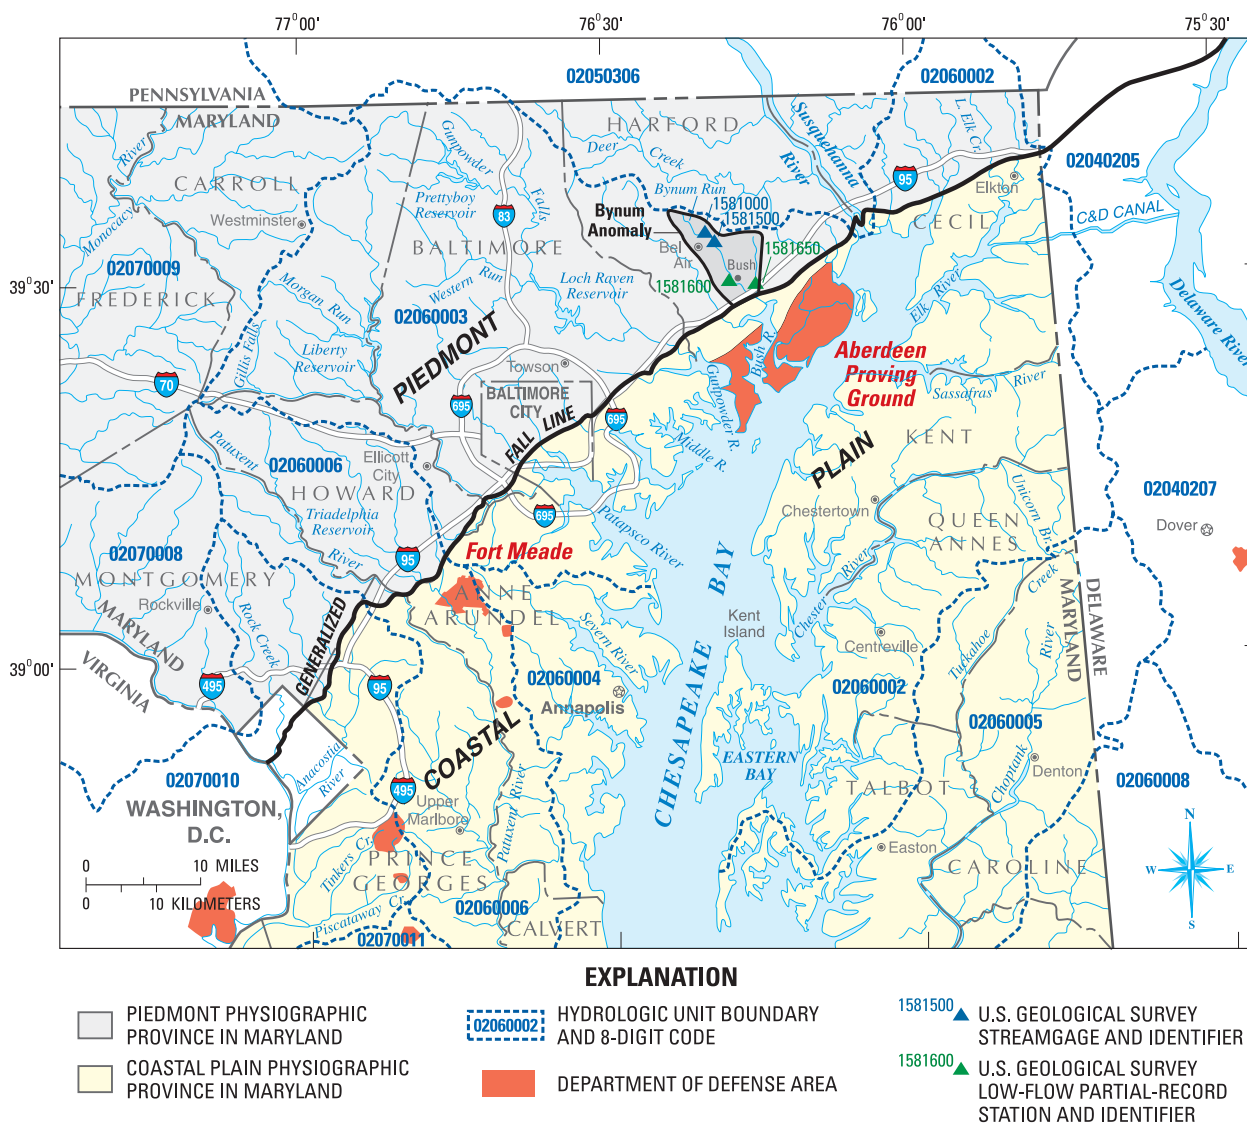 77°00'
76°30'
76°00'
75°30'
02050306
02060002
PENNSYLVANIA
MARYLAND
HARFORD
Deer
Creek
Susquehanna
River
L. Elk Cr.
95
02040205
Elkton
CECIL
C&D CANAL
River
Monocacy
CARROLL
Westminster
Gunpowder
Falls
Prettyboy
Reservoir
83
BALTIMORE
Bynum Run
1581000
1581500
Bynum
Anomaly
Bel
Air
Bush
1581650
1581600
02070009
39°30'
FREDERICK
Morgan Run
Western
Run
Loch Raven
Reservoir
02060003
Elk River
Delaware River
Gillis Falls
Liberty
Reservoir
PIEDMONT
70
Towson
695
BALTIMORE
CITY
695
FALL LINE
Gunpowder R.
Bush R.
Aberdeen
Proving
Ground
Sassafras
River
Middle R.
KENT
PLAIN
Patuxent
02060006
Ellicott
City
HOWARD
Triadelphia
Reservoir
River
695
Patapsco River
Chestertown
QUEEN
ANNES
Unicorn Br.
02040207
Dover
02070008
MONTGOMERY
Rockville
95
Fort Meade
ANNE
ARUNDEL
CHESAPEAKE BAY
Kent
Island
Chester
River
Centreville
Tuckahoe
Creek
River
MARYLAND
DELAWARE
MARYLAND
VIRGINIA
Rock Creek
GENERALIZED
Severn River
39°00'
495
95
02060004
Annapolis
02060002
02060005
02070010
WASHINGTON,
D.C.
Anacostia
River
COASTAL
EASTERN
BAY
Choptank
Denton
02060008
495
Upper
Marlboro
Patuxent River
TALBOT
0 10 MILES
0 10 KILOMETERS
Tinkers Cr.
PRINCE
GEORGES
Easton
CAROLINE
N
W
E
S
Piscataway Cr.
02060006
02070011
CALVERT
EXPLANATION
PIEDMONT PHYSIOGRAPHIC
PROVINCE IN MARYLAND
COASTAL PLAIN PHYSIOGRAPHIC
PROVINCE IN MARYLAND
02060002
HYDROLOGIC UNIT BOUNDARY
AND 8-DIGIT CODE
DEPARTMENT OF DEFENSE AREA
1581500
U.S. GEOLOGICAL SURVEY
STREAMGAGE AND IDENTIFIER
1581600
U.S. GEOLOGICAL SURVEY
LOW-FLOW PARTIAL-RECORD
STATION AND IDENTIFIER